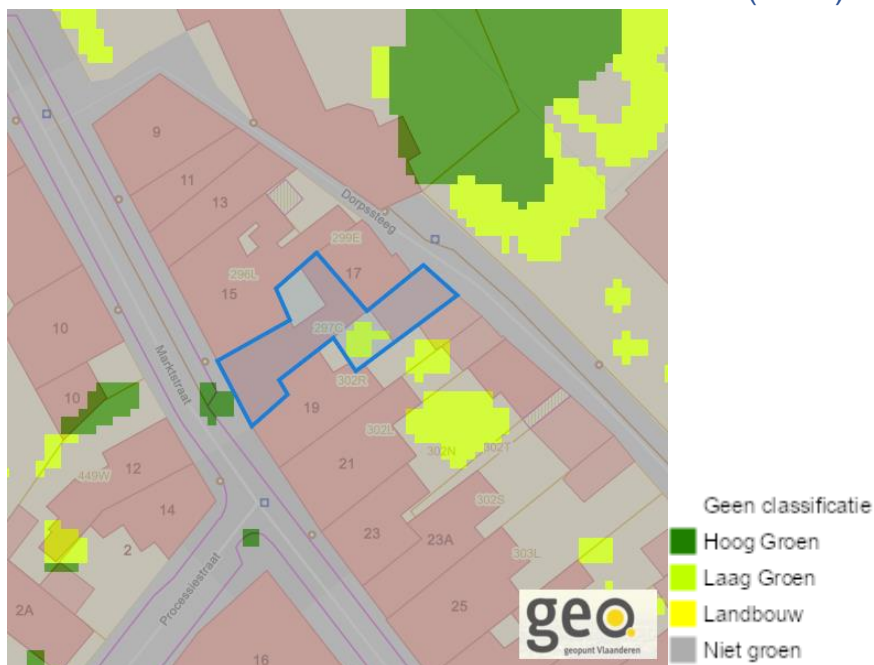 9
11
13
Dorpssteeg
299E
17
296L
15
297C
10
Marktstraat
302R
10
19
302L
302N
302T
449W
12
21
302S
14
2
23
23A
303L
Processiestraat
2A
25
16
geo
geopunt Vlaanderen
Geen classificatie
Hoog Groen
Laag Groen
Landbouw
Niet groen